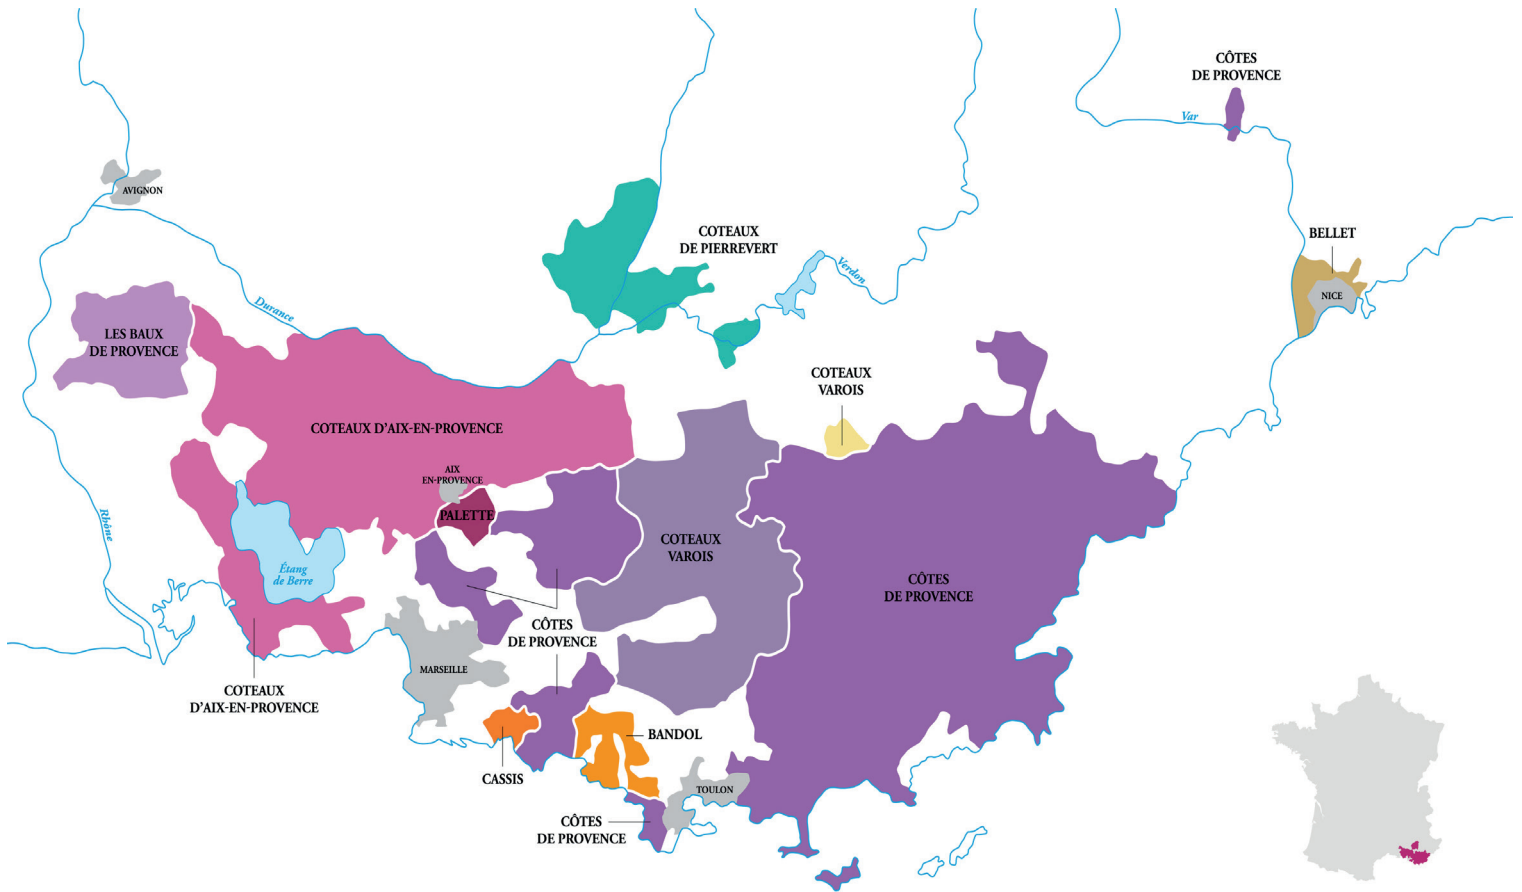 CÔTES
DE PROVENCE
Var
AVIGNON
COTEAUX
DE PIERREVERT
BELLET
Verdon
NICE
Durance
LES BAUX
DE PROVENCE
COTEAUX
VAROIS
COTEAUX D'AIX-EN-PROVENCE
AIX
EN-PROVENCE
PALETTE
Rhône
COTEAUX
VAROIS
Étang
de Berre
CÔTES
DE PROVENCE
CÔTES
DE PROVENCE
MARSEILLE
COTEAUX
D'AIX-EN-PROVENCE
BANDOL
CASSIS
TOULON
CÔTES
DE PROVENCE